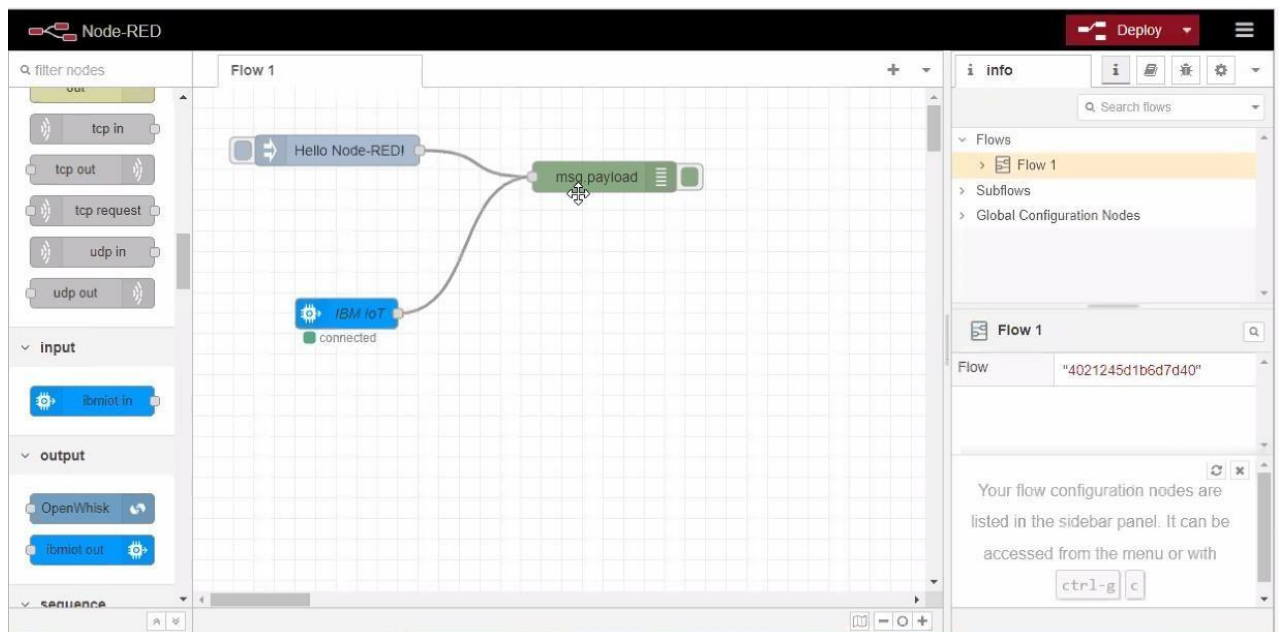 Node-RED
Deploy
filter nodes
Flow 1
i info
i
out
tcp in
tcp out
tcp request
udp in
udp out
input
ibmiot in
output
OpenWhisk
ibmiot out
sequence
Hello Node-RED!
msg.payload
IBM IoT
connected
Search flows
Flows
Flow 1
Subflows
Global Configuration Nodes
Flow 1
Flow "4021245d1b6d7d40"
Your flow configuration nodes are
listed in the sidebar panel. It can be
accessed from the menu or with
ctrl-g c